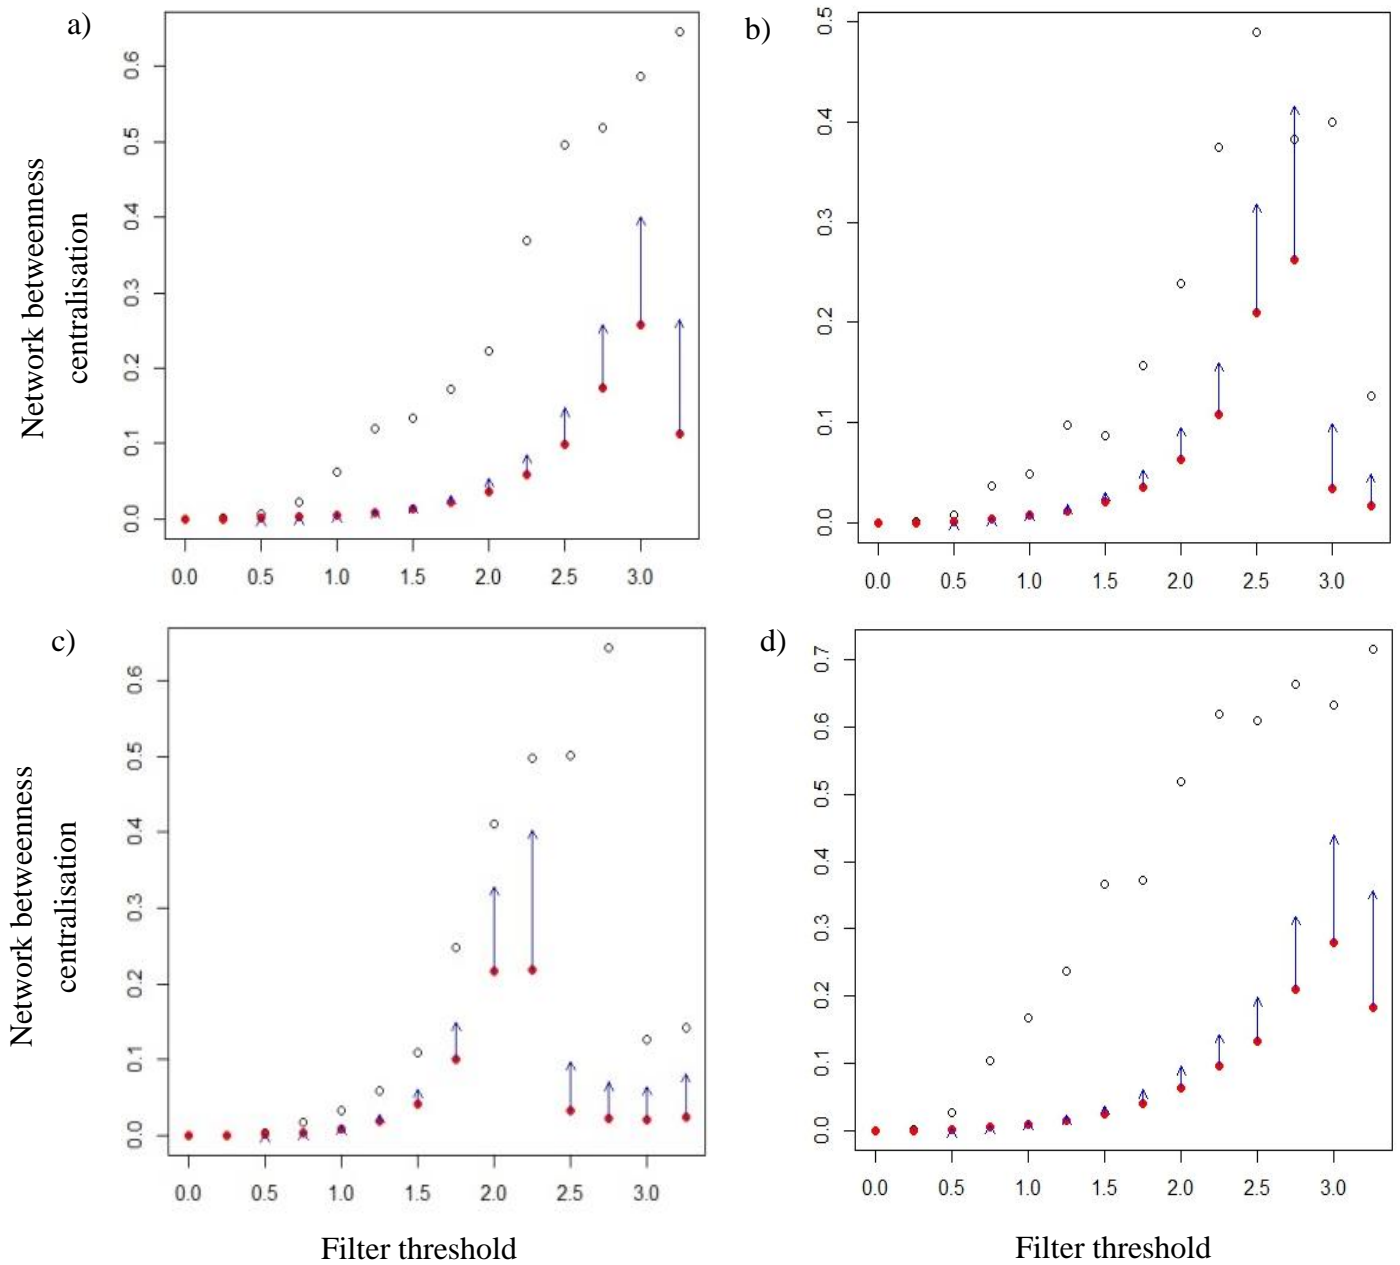 a)
Network betweenness
centralisation
0.0 0.1 0.2 0.3 0.4 0.5 0.6
0.0 0.5 1.0 1.5 2.0 2.5 3.0
b)
0.0 0.1 0.2 0.3 0.4 0.5
0.0 0.5 1.0 1.5 2.0 2.5 3.0
c)
Network betweenness
centralisation
0.0 0.1 0.2 0.3 0.4 0.5 0.6
0.0 0.5 1.0 1.5 2.0 2.5 3.0
Filter threshold
d)
0.0 0.1 0.2 0.3 0.4 0.5 0.6 0.7
0.0 0.5 1.0 1.5 2.0 2.5 3.0
Filter threshold